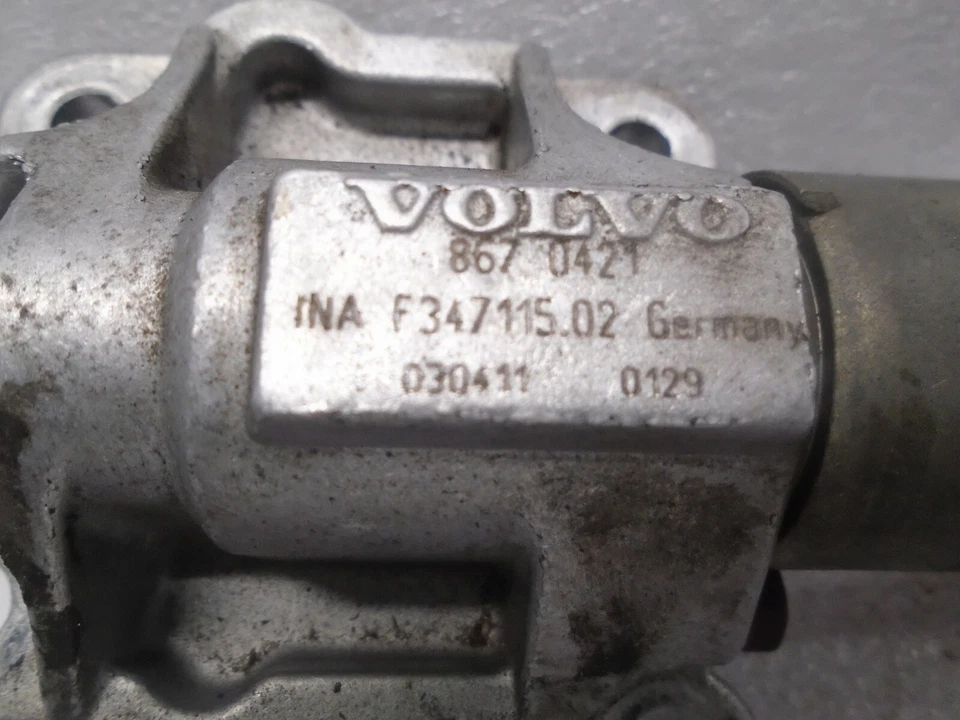 VOLVO
867 0421
INA F347115.02 Germany
030411 0129